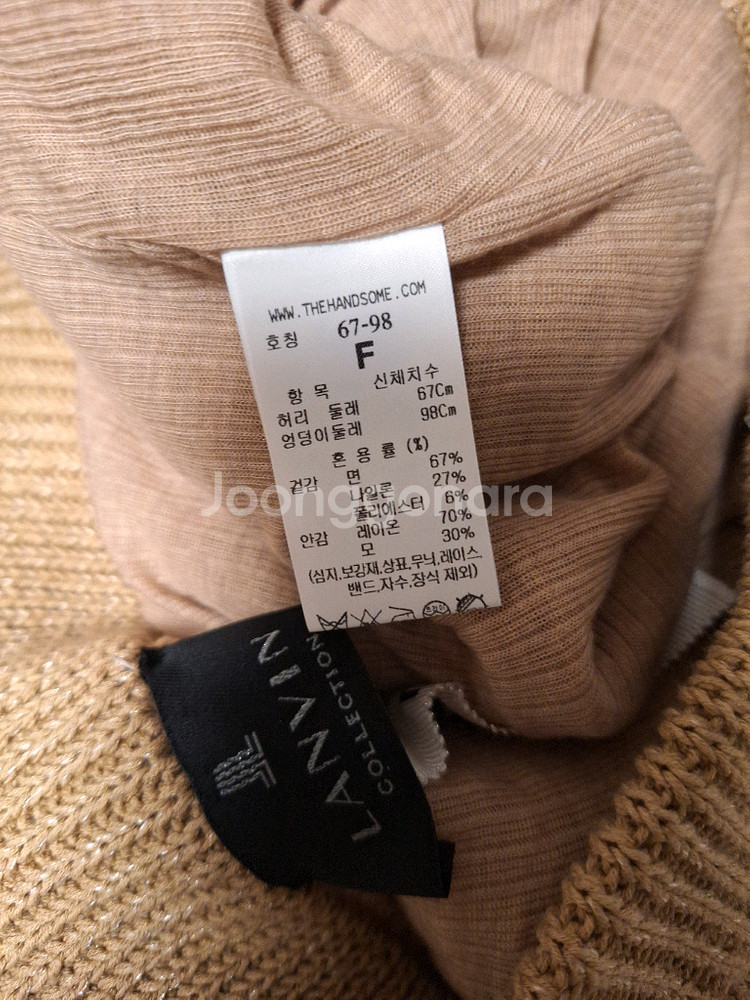 WWW.THEHANDSOME.COM
호칭 67-98
F
항 목 신체치수
허리 둘레 67Cm
엉덩이둘레 98Cm
혼 용 률 (%)
겉감 면 67%
나일론 27%
폴리에스터 6%
안감 레이온 70%
모 30%
(심지.보강재.상표.무늬.레이스.
밴드.자수.장식 제외)
Joonggonara
LANVIN
COLLECTION